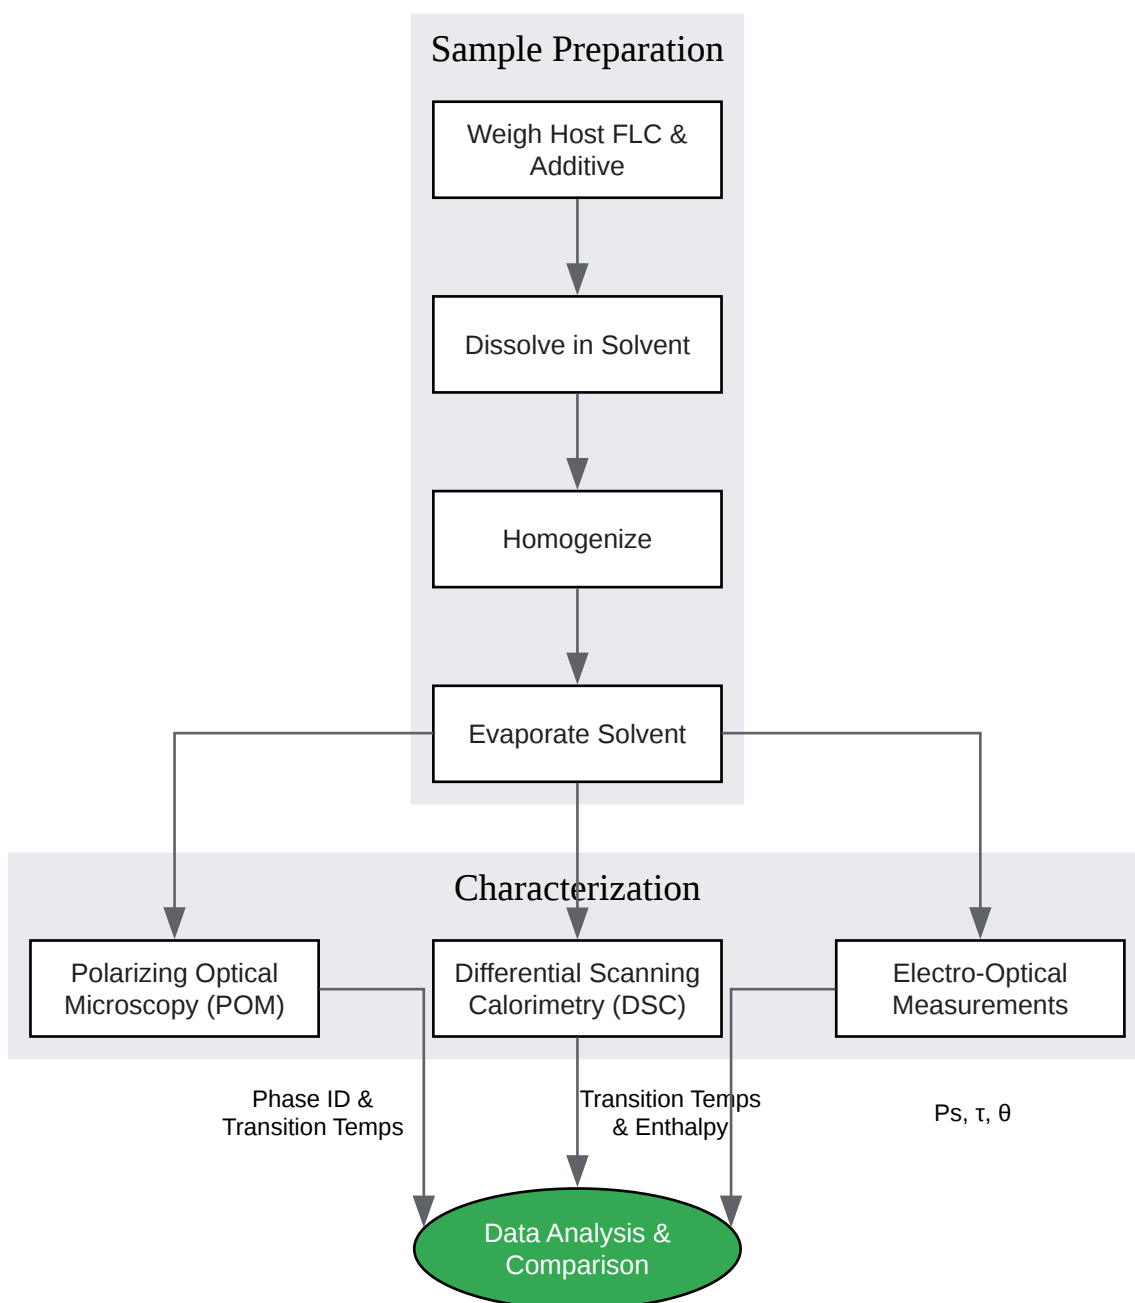 Sample Preparation
Weigh Host FLC &
Additive
Dissolve in Solvent
Homogenize
Evaporate Solvent
Characterization
Polarizing Optical
Microscopy (POM)
Differential Scanning
Calorimetry (DSC)
Electro-Optical
Measurements
Phase ID &
Transition Temps
Transition Temps
& Enthalpy
Ps, τ, θ
Data Analysis &
Comparison